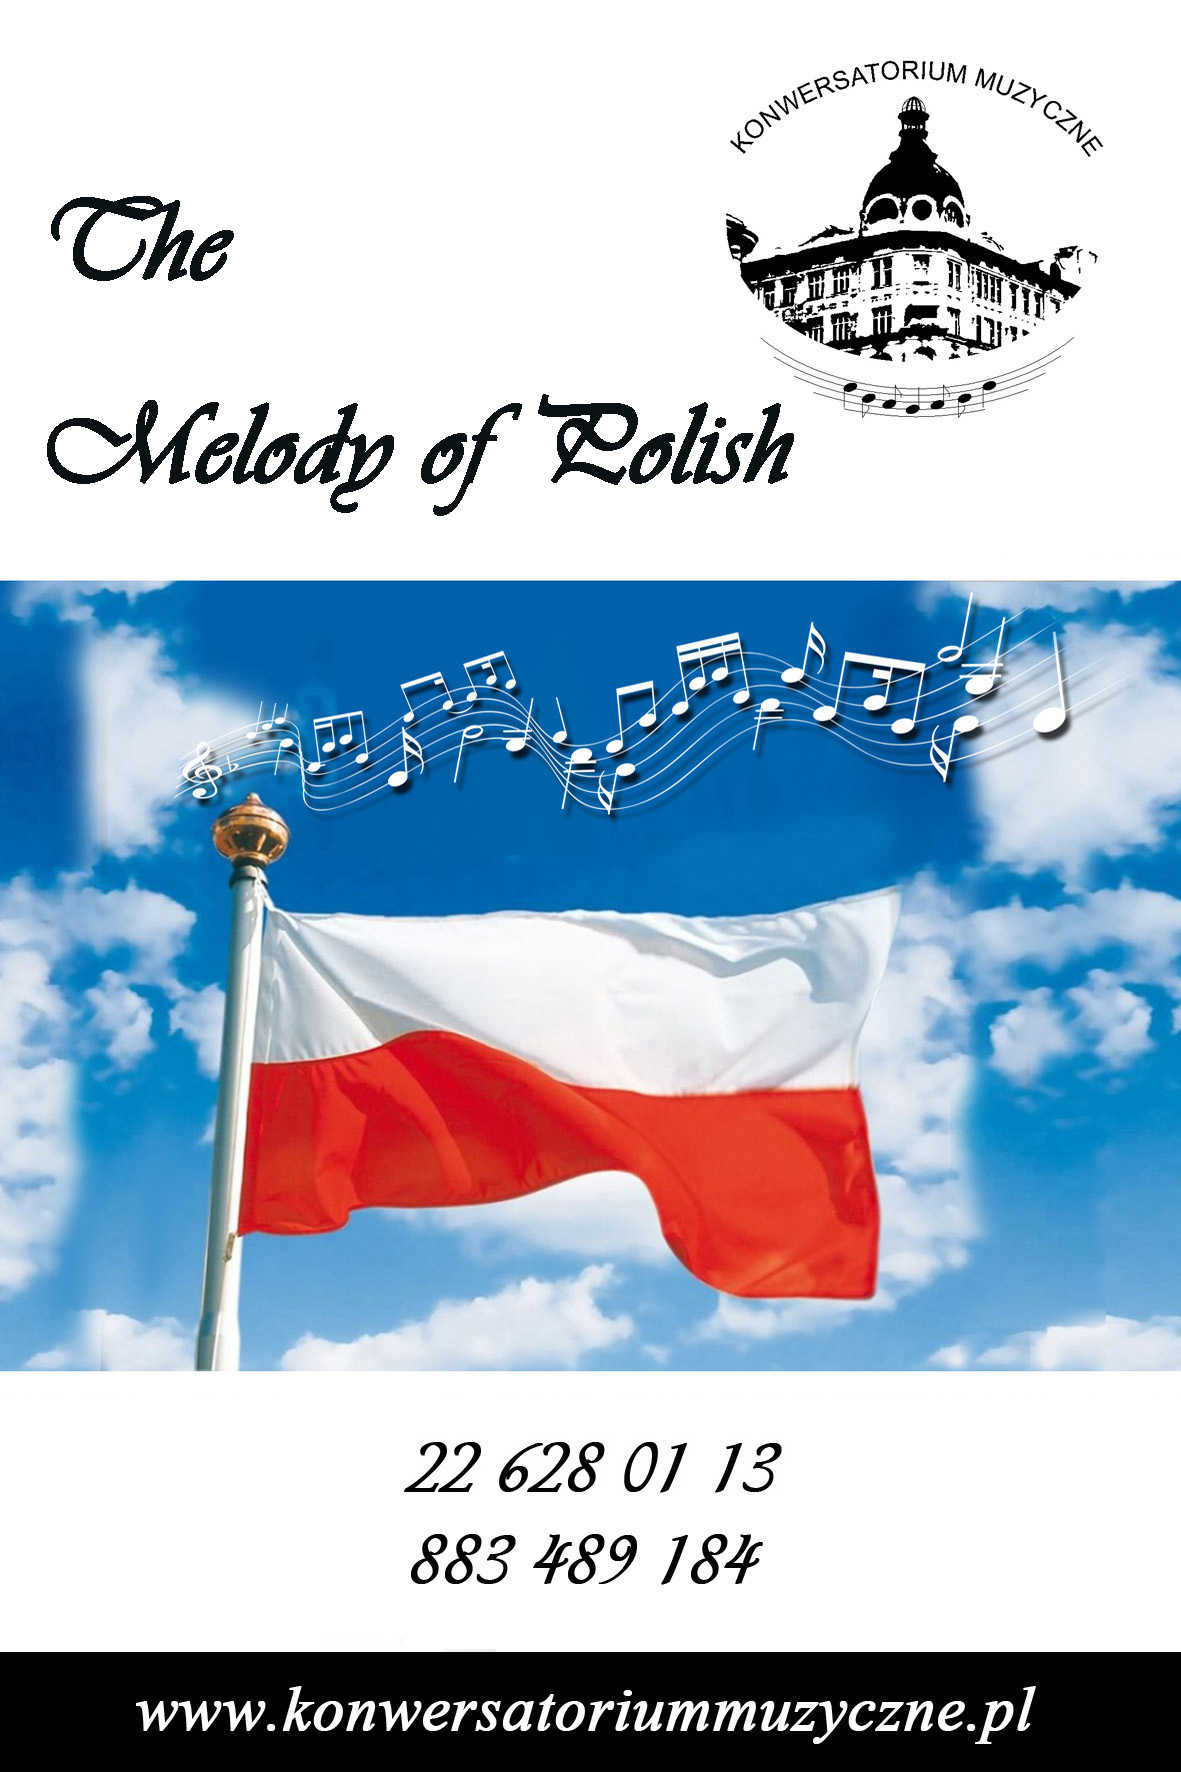 KONWERSATORIUM MUZYCZNE
The
Melody of Polish
22 628 01 13
883 489 184
www.konwersatoriummuzyczne.pl